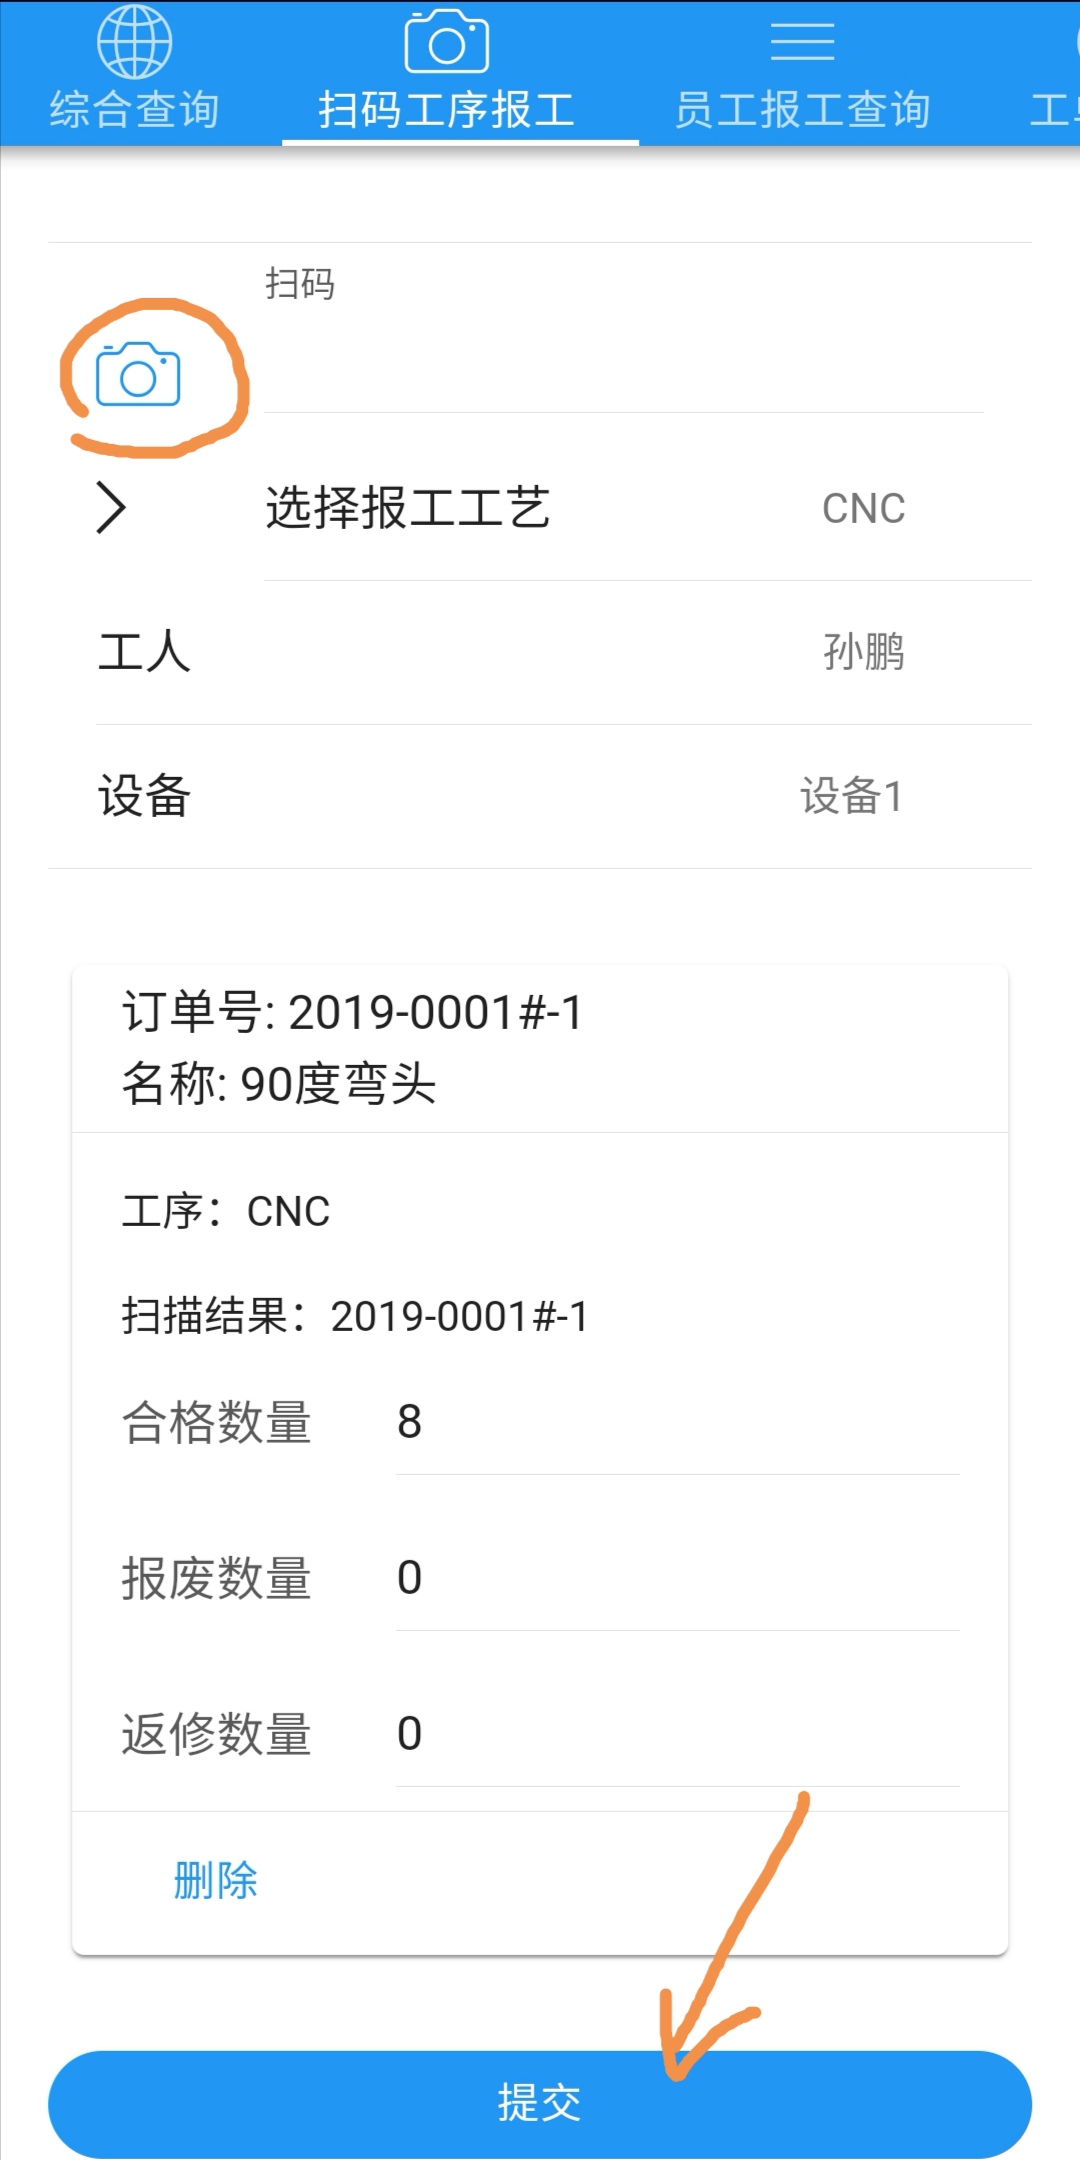 综合查询 扫码工序报工 员工报工查询 工
扫码
选择报工工艺 CNC
工人 孙鹏
设备 设备1
订单号: 2019-0001#-1
名称: 90度弯头
工序：CNC
扫描结果：2019-0001#-1
合格数量 8
报废数量 0
返修数量 0
删除
提交